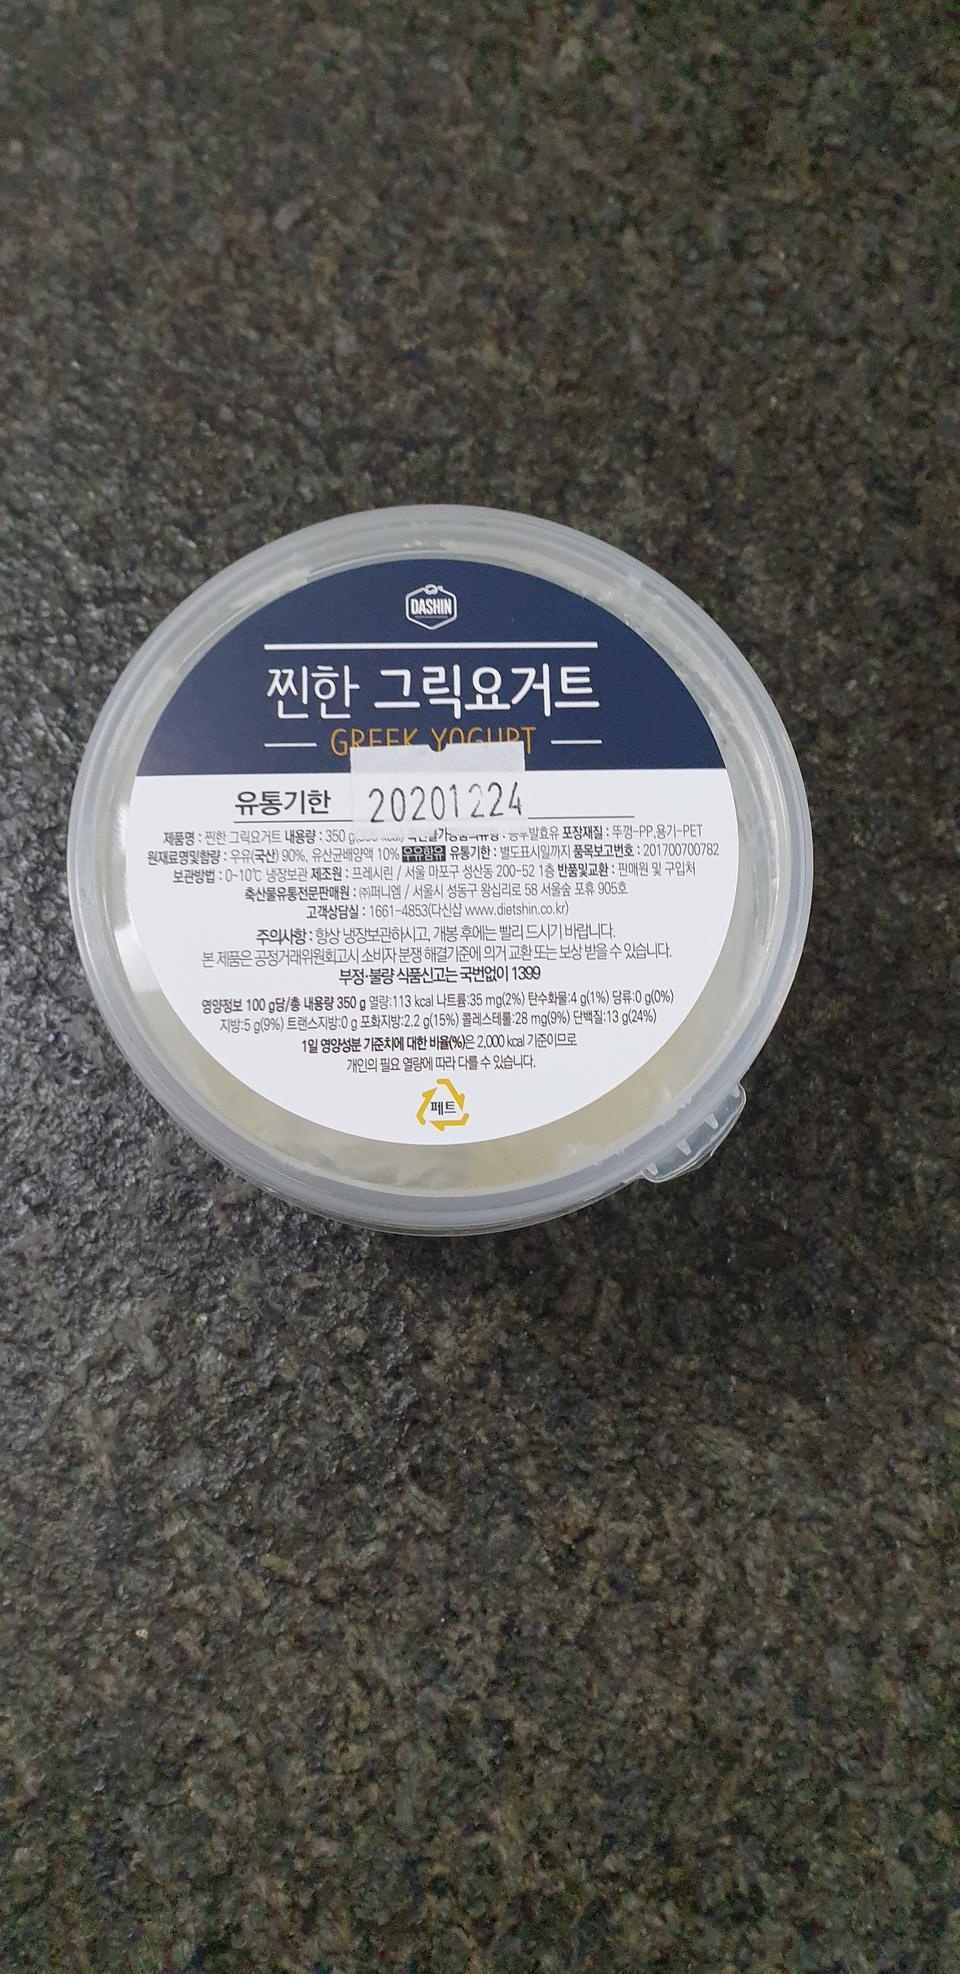 DASHIN
찐한 그릭요거트
GREEK YOGURT
유통기한 20201224
제품명 : 찐한 그릭요거트 내용량 : 350 g 포장재질 : 뚜껑-PP,용기-PET
원재료명및함량 : 우유(국산) 90%, 유산균배양액 10% 우유함유 유통기한 : 별도표시일까지 품목보고번호 : 201700700782
보관방법 : 0~10℃ 냉장보관 제조원 : 프레시린 / 서울 마포구 성산동 200-52 1층 반품및교환 : 판매원 및 구입처
축산물유통전문판매원 : ㈜퍼니엠 / 서울시 성동구 왕십리로 58 서울숲 포휴 905호
고객상담실 : 1661-4853(다신샵 www.dietshin.co.kr)
주의사항 : 항상 냉장보관하시고, 개봉 후에는 빨리 드시기 바랍니다.
본 제품은 공정거래위원회고시 소비자 분쟁 해결기준에 의거 교환 또는 보상 받을 수 있습니다.
부정·불량 식품신고는 국번없이 1399
영양정보 100 g당/총 내용량 350 g 열량:113 kcal 나트륨:35 mg(2%) 탄수화물:4 g(1%) 당류:0 g(0%)
지방:5 g(9%) 트랜스지방:0 g 포화지방:2.2 g(15%) 콜레스테롤:28 mg(9%) 단백질:13 g(24%)
1일 영양성분 기준치에 대한 비율(%)은 2,000 kcal 기준이므로
개인의 필요 열량에 따라 다를 수 있습니다.
페트